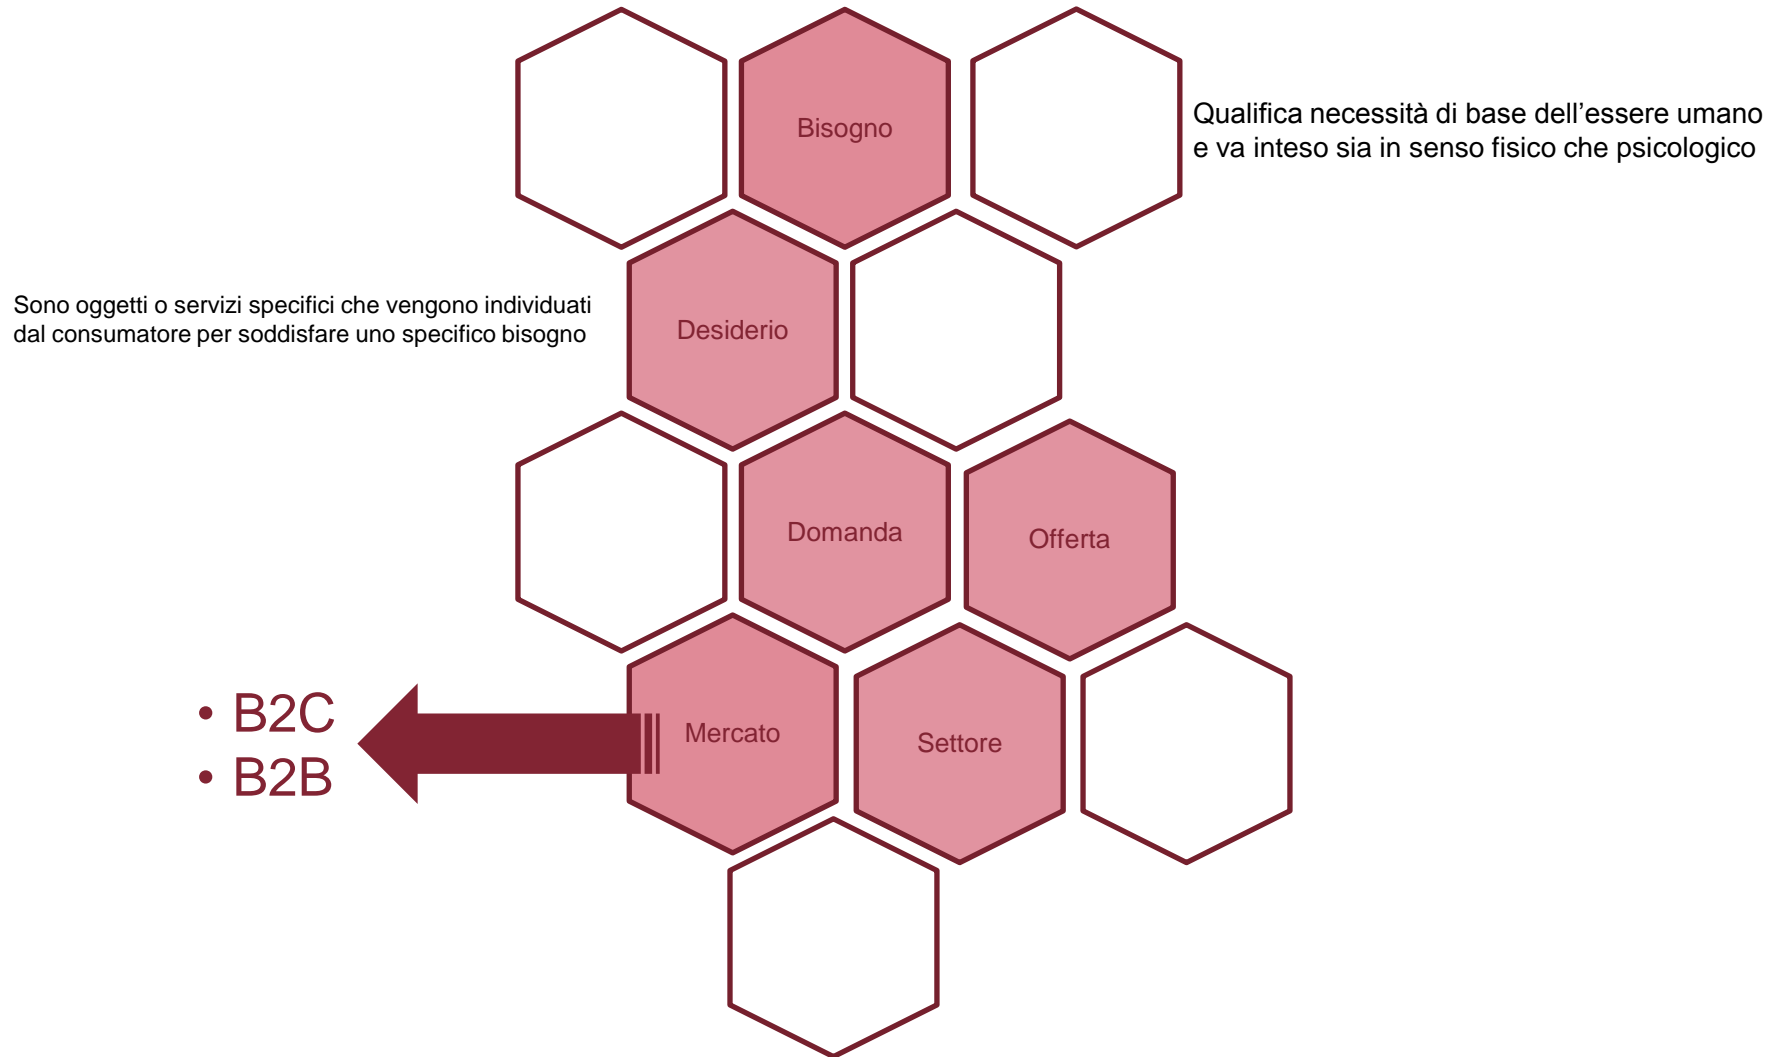 Bisogno
Qualifica necessità di base dell’essere umano
e va inteso sia in senso fisico che psicologico
Sono oggetti o servizi specifici che vengono individuati
dal consumatore per soddisfare uno specifico bisogno
Desiderio
Domanda
Offerta
• B2C
• B2B
Mercato
Settore